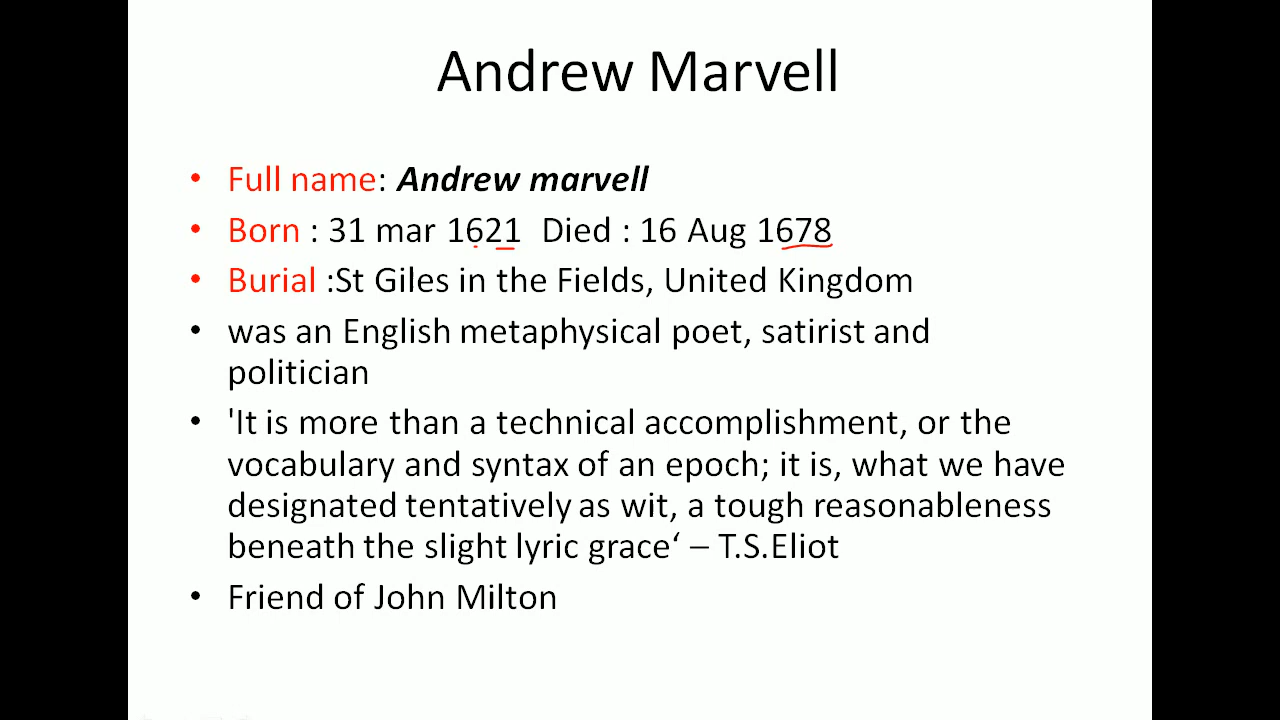 Andrew Marvell
• Full name: Andrew marvell
• Born : 31 mar 1621 Died : 16 Aug 1678
• Burial :St Giles in the Fields, United Kingdom
• was an English metaphysical poet, satirist and
politician
• 'It is more than a technical accomplishment, or the
vocabulary and syntax of an epoch; it is, what we have
designated tentatively as wit, a tough reasonableness
beneath the slight lyric grace‘ – T.S.Eliot
• Friend of John Milton